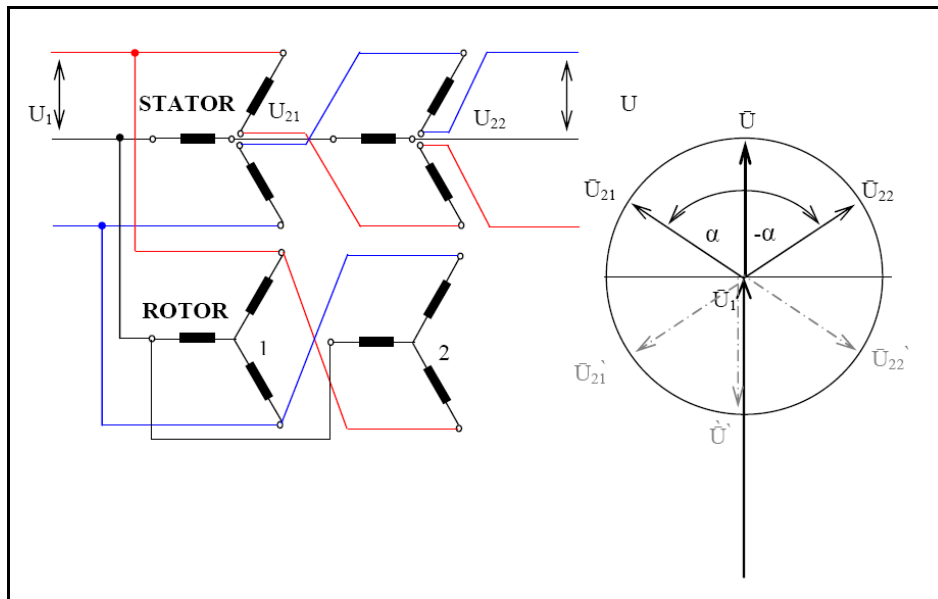 U1
STATOR
U21
U22
U
ROTOR
1
2
Ū
Ū21
Ū22
α
-α
Ū1
Ū21`
Ū22`
`Ū`